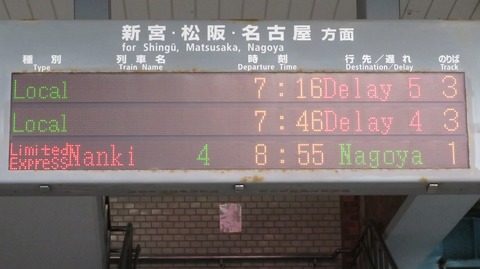 新宮・松阪・名古屋 方面
for Shingū, Matsusaka, Nagoya
種別 列車名 時刻 行先／遅れ のりば
Type Train Name Departure Time Destination/Delay Track
Local 7:16 Delay 5 3
Local 7:46 Delay 4 3
Limited Express Nanki 4 8:55 Nagoya 1